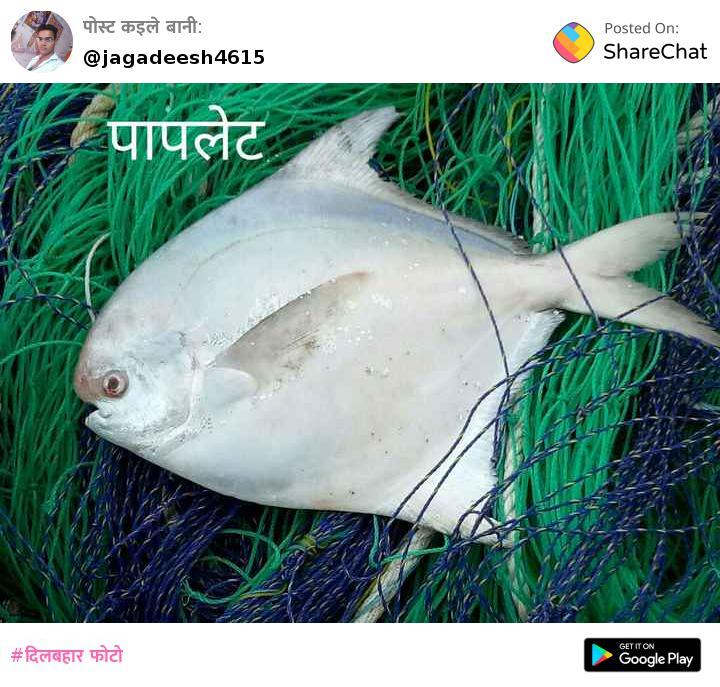 पोस्ट कइले बानी:
@jagadeesh4615
Posted On:
ShareChat
पापलेट
#दिलबहार फोटो
GET IT ON
Google Play